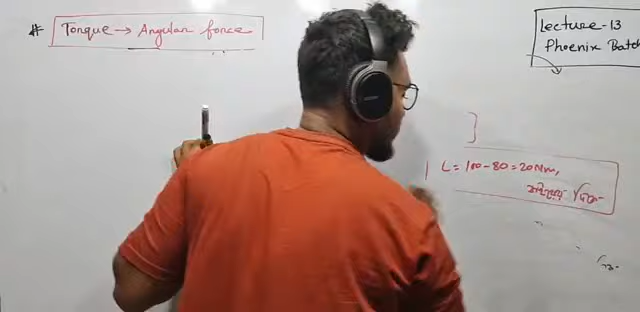 # Torque → Angular force
Lecture-13
Phoenix Batch
L = 100 - 80 = 20 Nm,